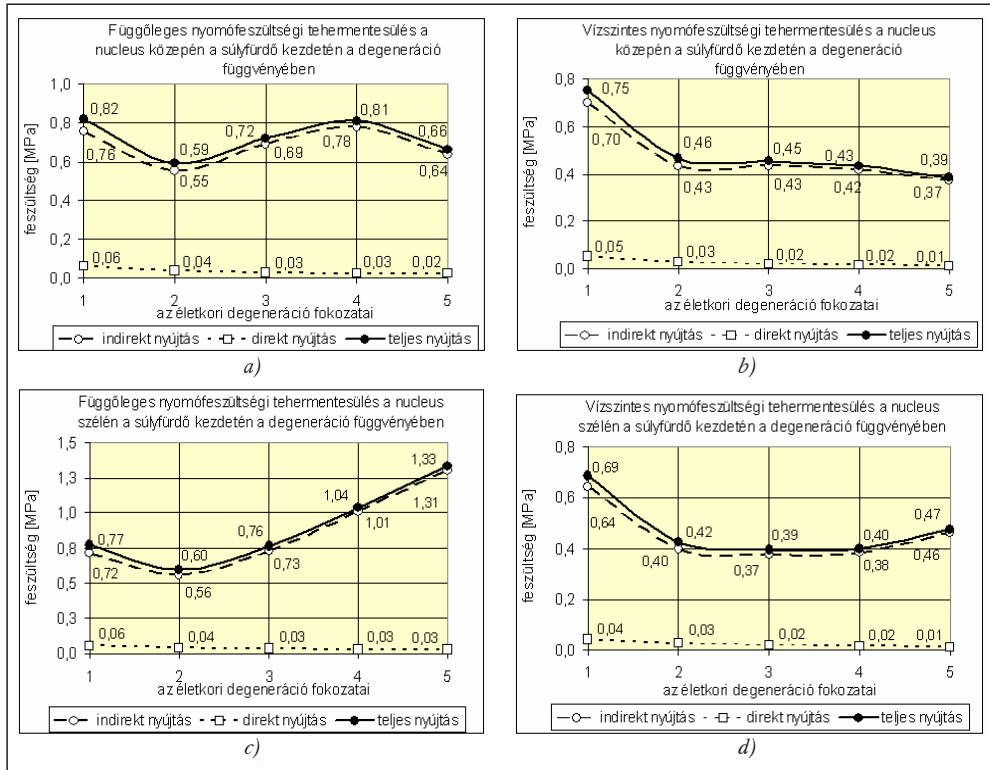 Függőleges nyomófeszültségi tehermentesülés a
nucleus közepén a súlyfürdő kezdetén a degeneráció
függvényében
feszültség [MPa]
1,0
0,8
0,6
0,4
0,2
0,0
0,82
0,59
0,72
0,81
0,66
0,76
0,55
0,69
0,78
0,64
0,06
0,04
0,03
0,03
0,02
1 2 3 4 5
az életkori degeneráció fokozatai
indirekt nyújtás direkt nyújtás teljes nyújtás
a)
Vízszintes nyomófeszültségi tehermentesülés a nucleus
közepén a súlyfürdő kezdetén a degeneráció
függvényében
feszültség [MPa]
0,8
0,6
0,4
0,2
0,0
0,75
0,46
0,45
0,43
0,39
0,70
0,43
0,43
0,42
0,37
0,05
0,03
0,02
0,02
0,01
1 2 3 4 5
az életkori degeneráció fokozatai
indirekt nyújtás direkt nyújtás teljes nyújtás
b)
Függőleges nyomófeszültségi tehermentesülés a nucleus
szélén a súlyfürdő kezdetén a degeneráció függvényében
feszültség [MPa]
1,5
1,3
1,0
0,8
0,5
0,3
0,0
0,77
0,60
0,76
1,04
1,33
0,72
0,56
0,73
1,01
1,31
0,06
0,04
0,03
0,03
0,03
1 2 3 4 5
az életkori degeneráció fokozatai
indirekt nyújtás direkt nyújtás teljes nyújtás
c)
Vízszintes nyomófeszültségi tehermentesülés a nucleus
szélén a súlyfürdő kezdetén a degeneráció függvényében
feszültség [MPa]
0,8
0,6
0,4
0,2
0,0
0,69
0,42
0,39
0,40
0,47
0,64
0,40
0,37
0,38
0,46
0,04
0,03
0,02
0,02
0,01
1 2 3 4 5
az életkori degeneráció fokozatai
indirekt nyújtás direkt nyújtás teljes nyújtás
d)